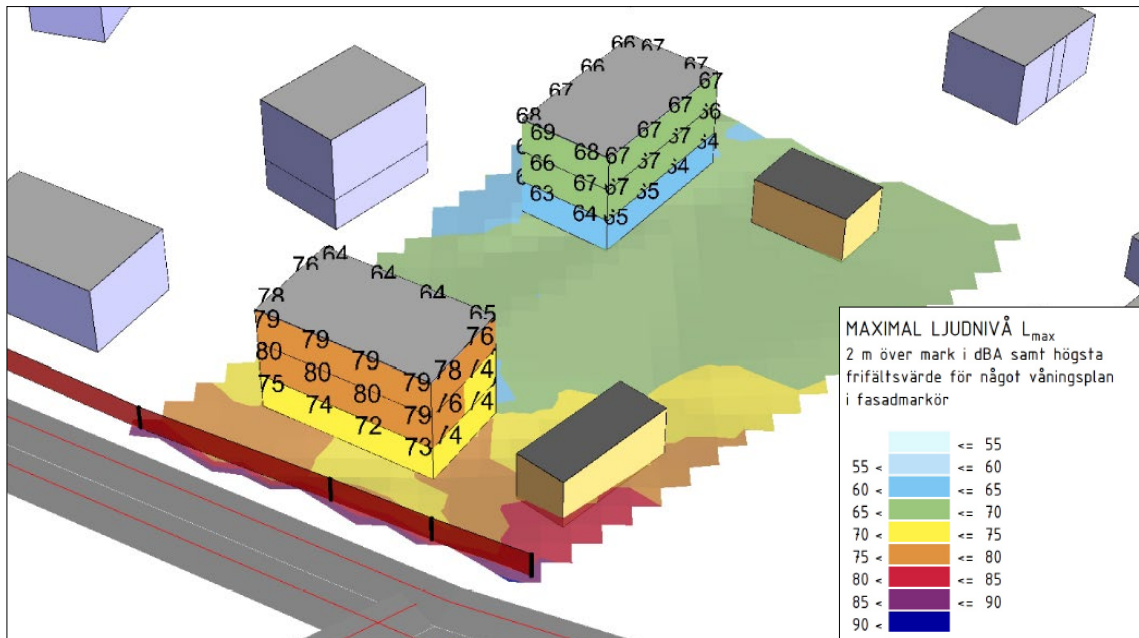 66 67
66 67
67 67
68 69 68 67 67 67
66 67 67 67 67 66
63 64 65 65 64 64
76 64 64 64 65
78
79 79 79 79 78 76
80 80 80 79
75 74 72 73
MAXIMAL LJUDNIVÅ Lmax
2 m över mark i dBA samt högsta
frifältsvärde för något våningsplan
i fasadmarkör
<= 55
55 < <= 60
60 < <= 65
65 < <= 70
70 < <= 75
75 < <= 80
80 < <= 85
85 < <= 90
90 <